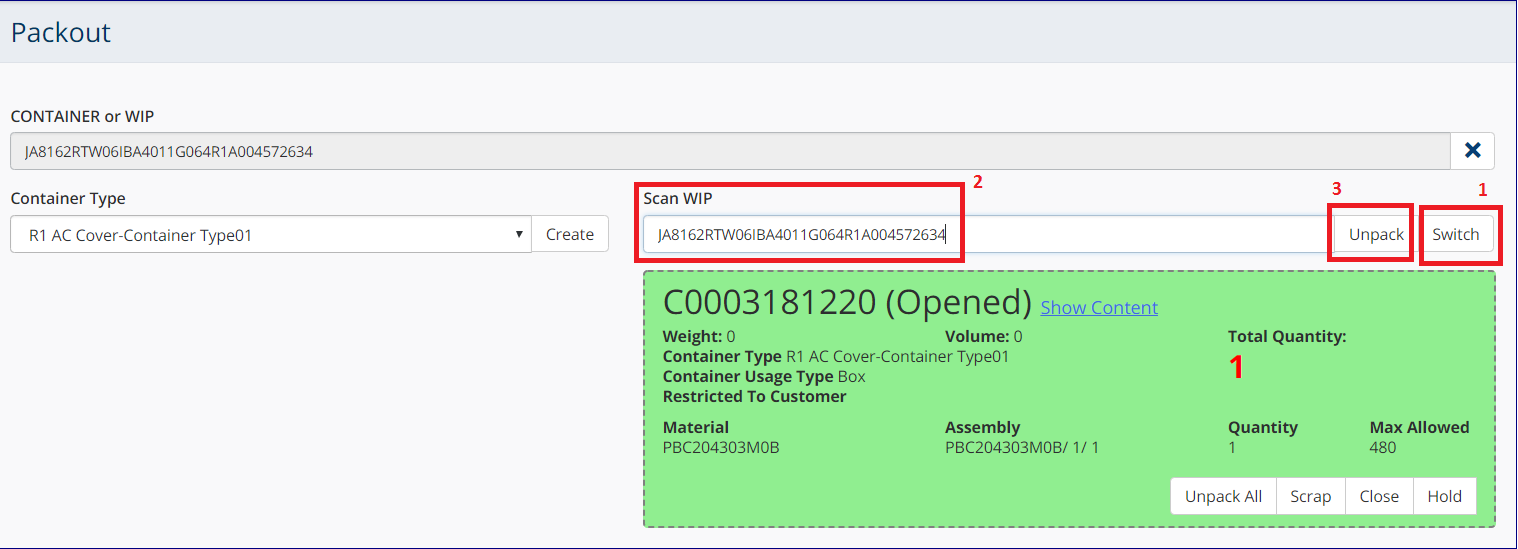 Packout
CONTAINER or WIP
JA8162RTW06IBA4011G064R1A004572634
Container Type
R1 AC Cover-Container Type01
Create
Scan WIP
2
JA8162RTW06IBA4011G064R1A004572634
3
Unpack
1
Switch
C0003181220 (Opened) Show Content
Weight: 0 Volume: 0 Total Quantity:
1
Container Type R1 AC Cover-Container Type01
Container Usage Type Box
Restricted To Customer
Material Assembly Quantity Max Allowed
PBC204303M0B PBC204303M0B/ 1/ 1 1 480
Unpack All Scrap Close Hold